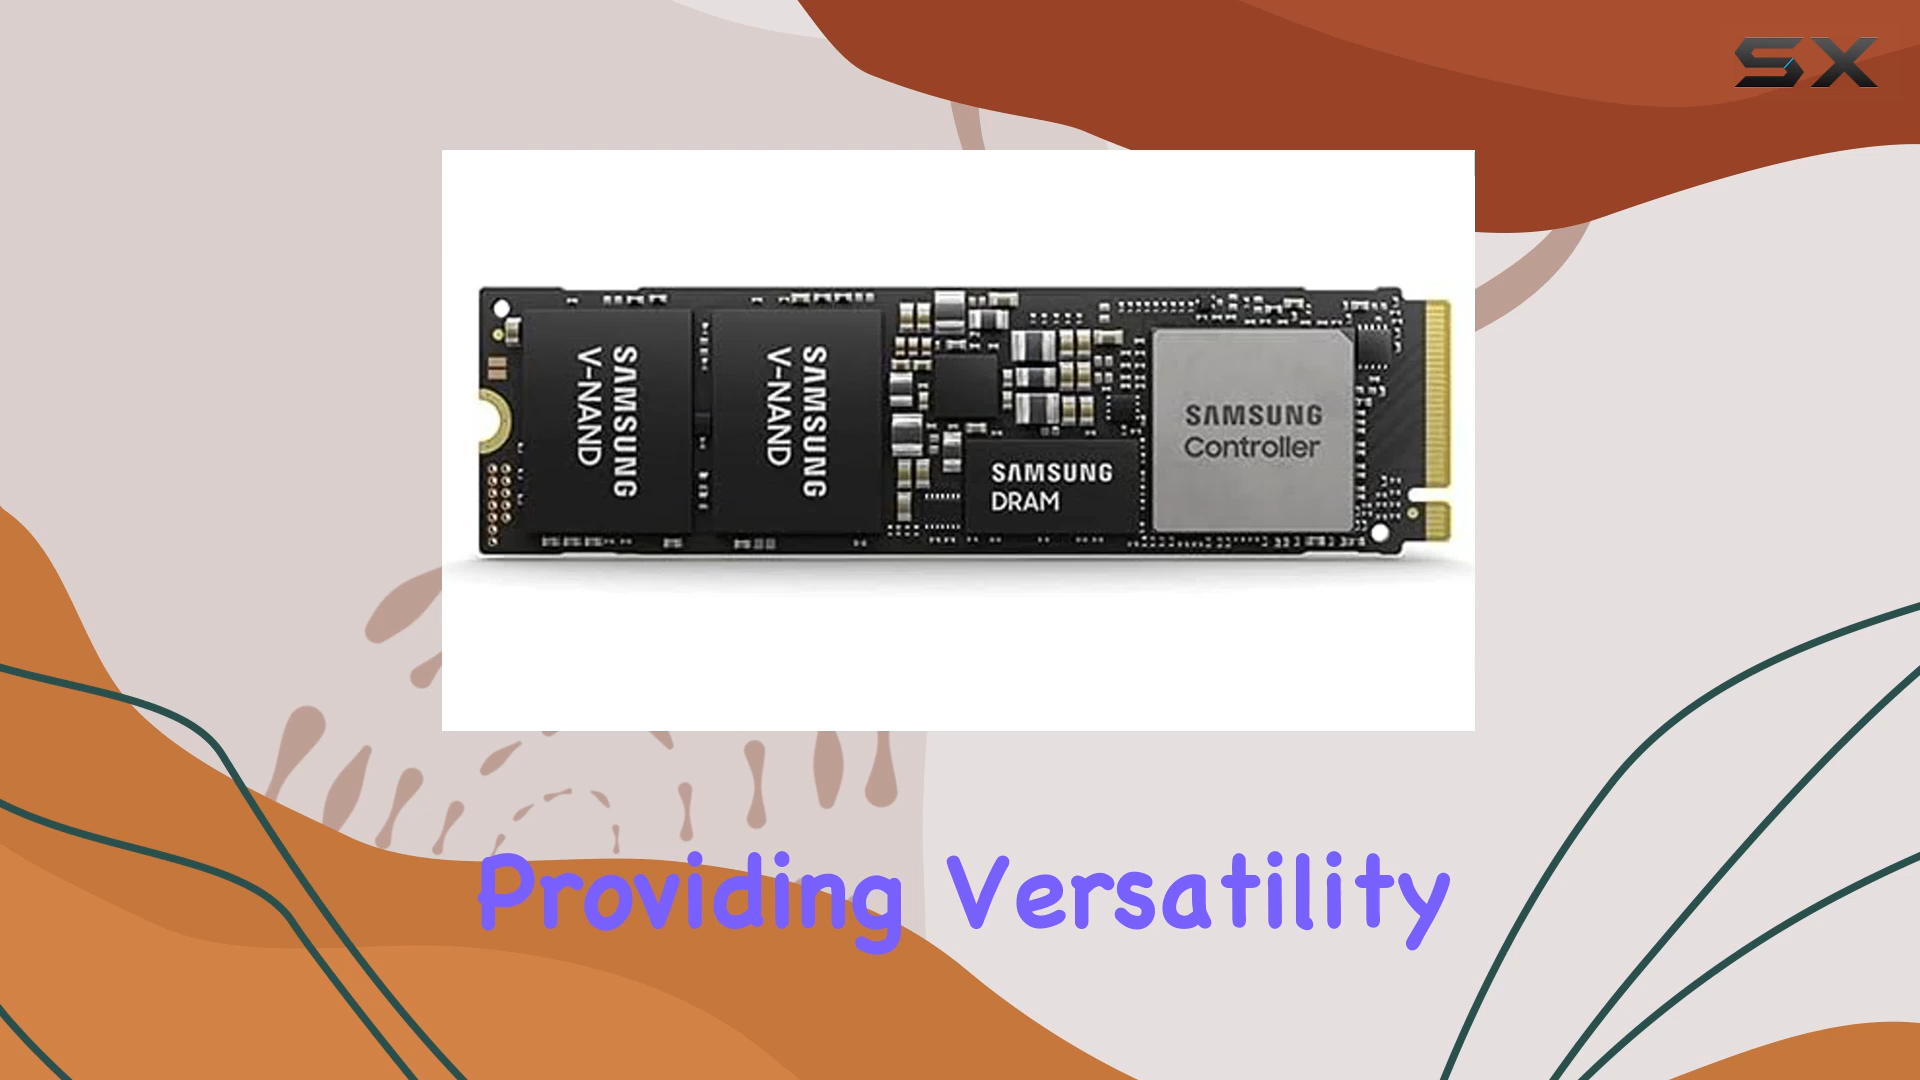 SX
SAMSUNG
V-NAND
SAMSUNG
V-NAND
SAMSUNG
DRAM
SAMSUNG
Controller
Providing Versatility